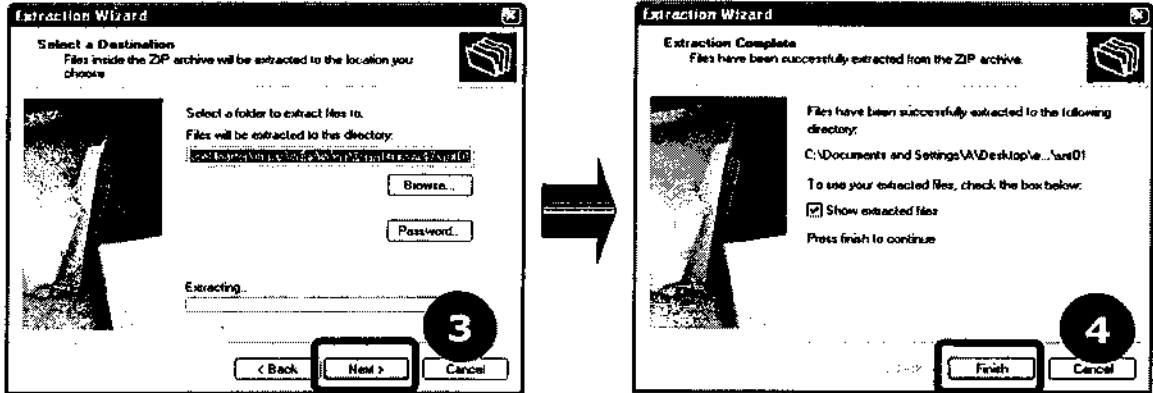 Extraction Wizard
Select a Destination
Files inside the ZIP archive will be extracted to the location you
choose
Select a folder to extract files to.
Files will be extracted to this directory:
Browse...
Password..
Extracting..
3
< Back
Next >
Cancel
Extraction Wizard
Extraction Complete
Files have been successfully extracted from the ZIP archive.
Files have been successfully extracted to the following
directory:
C:\Documents and Settings\A\Desktop\e...\snt01
To see your extracted files, check the box below:
Show extracted files
Press finish to continue
4
Finish
Cancel